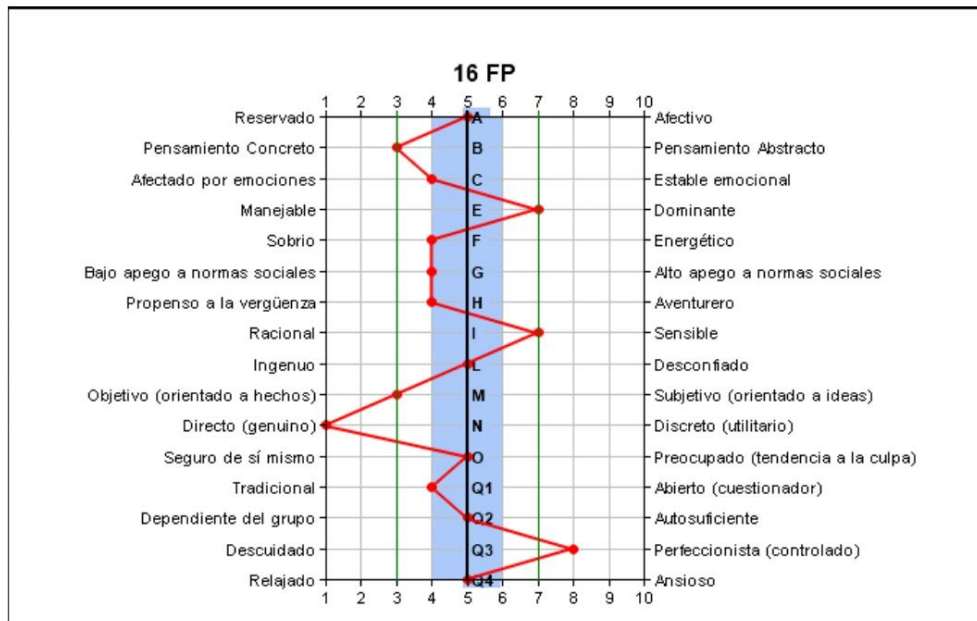 16 FP
1 2 3 4 5 6 7 8 9 10
Reservado A Afectivo
Pensamiento Concreto B Pensamiento Abstracto
Afectado por emociones C Estable emocional
Manejable E Dominante
Sobrio F Energético
Bajo apego a normas sociales G Alto apego a normas sociales
Propenso a la vergüenza H Aventurero
Racional I Sensible
Ingenuo L Desconfiado
Objetivo (orientado a hechos) M Subjetivo (orientado a ideas)
Directo (genuino) N Discreto (utilitario)
Seguro de sí mismo O Preocupado (tendencia a la culpa)
Tradicional Q1 Abierto (cuestionador)
Dependiente del grupo Q2 Autosuficiente
Descuidado Q3 Perfeccionista (controlado)
Relajado Q4 Ansioso
1 2 3 4 5 6 7 8 9 10